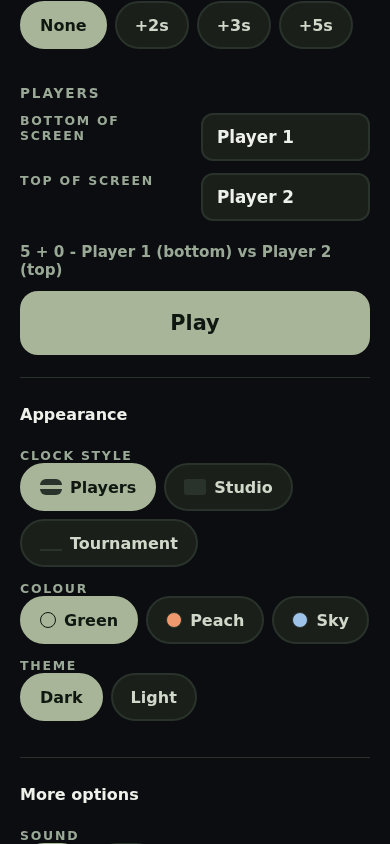 None
+2s
+3s
+5s
PLAYERS
BOTTOM OF
SCREEN
Player 1
TOP OF SCREEN
Player 2
5 + 0 - Player 1 (bottom) vs Player 2
(top)
Play
Appearance
CLOCK STYLE
Players
Studio
Tournament
COLOUR
Green
Peach
Sky
THEME
Dark
Light
More options
SOUND